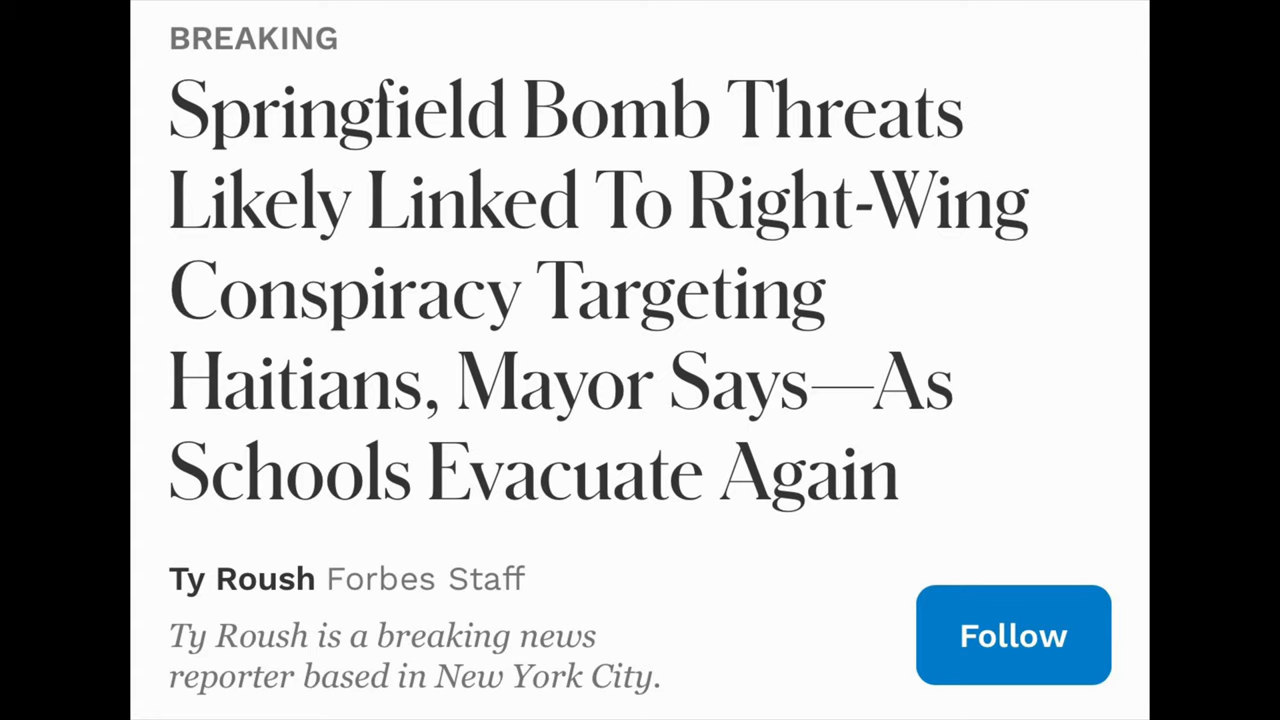 BREAKING
Springfield Bomb Threats
Likely Linked To Right-Wing
Conspiracy Targeting
Haitians, Mayor Says—As
Schools Evacuate Again
Ty Roush Forbes Staff
Ty Roush is a breaking news
reporter based in New York City.
Follow